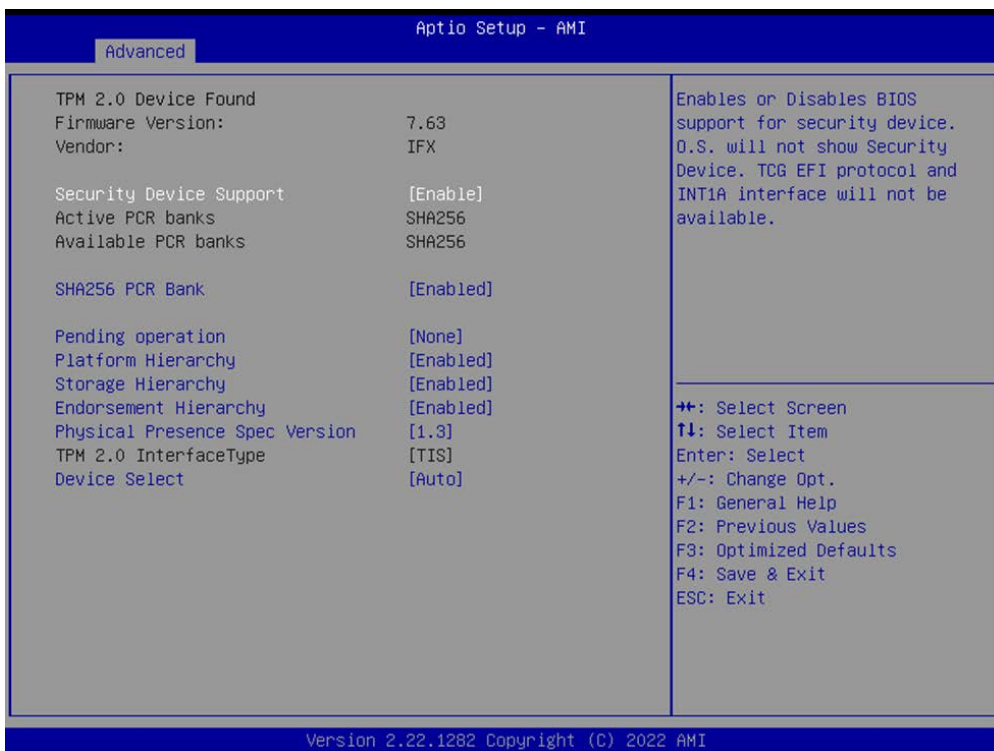 Aptio Setup - AMI
Advanced
TPM 2.0 Device Found
Firmware Version: 7.63
Vendor: IFX
Security Device Support [Enable]
Active PCR banks SHA256
Available PCR banks SHA256
SHA256 PCR Bank [Enabled]
Pending operation [None]
Platform Hierarchy [Enabled]
Storage Hierarchy [Enabled]
Endorsement Hierarchy [Enabled]
Physical Presence Spec Version [1.3]
TPM 2.0 InterfaceType [TIS]
Device Select [Auto]
Enables or Disables BIOS
support for security device.
O.S. will not show Security
Device. TCG EFI protocol and
INT1A interface will not be
available.
→←: Select Screen
↑↓: Select Item
Enter: Select
+/-: Change Opt.
F1: General Help
F2: Previous Values
F3: Optimized Defaults
F4: Save & Exit
ESC: Exit
Version 2.22.1282 Copyright (C) 2022 AMI